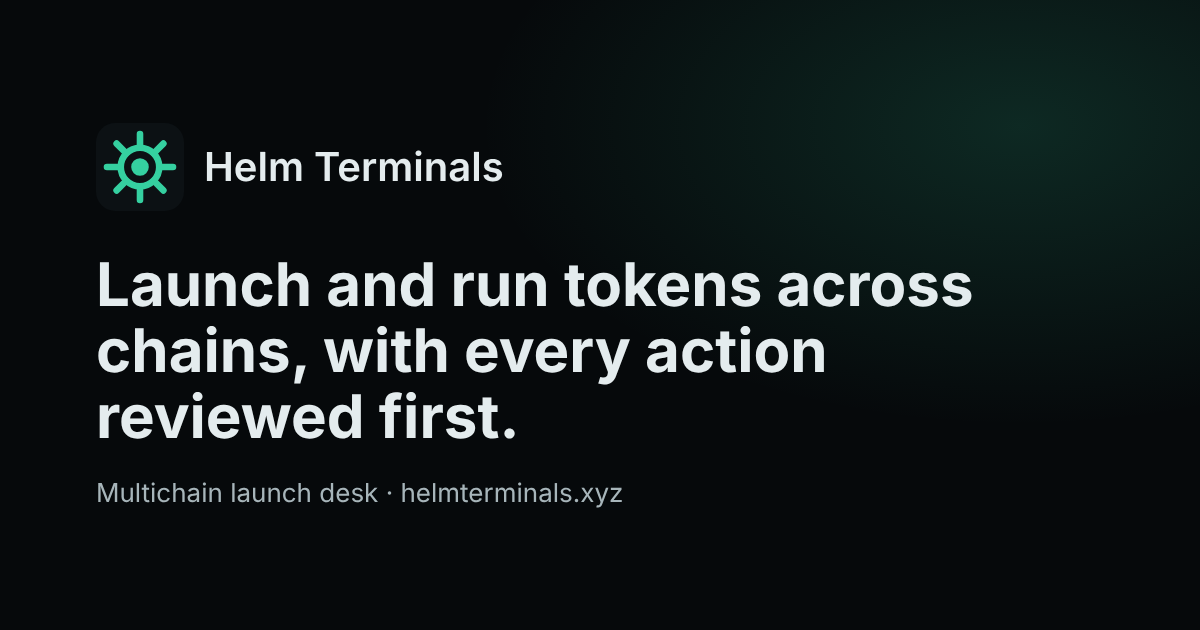 Helm Terminals
Launch and run tokens across
chains, with every action
reviewed first.
Multichain launch desk · helmterminals.xyz